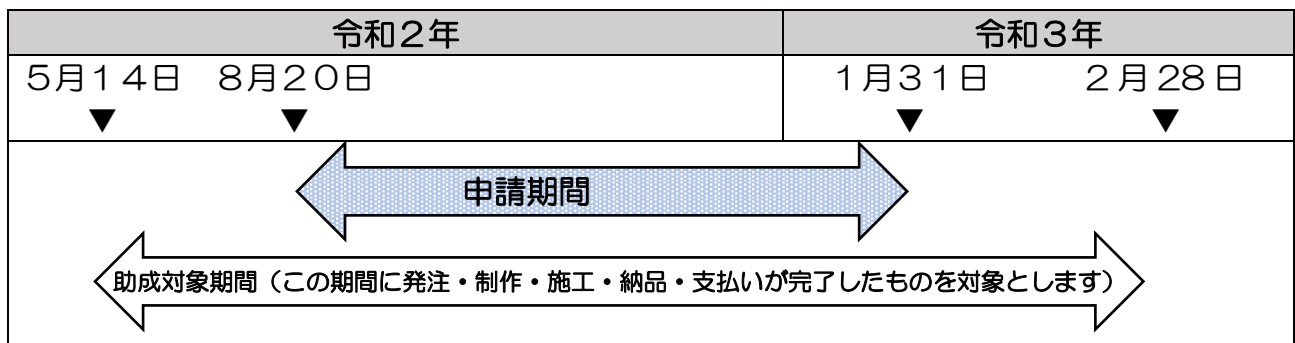 令和２年 令和３年
５月１４日 ８月２０日 １月３１日 ２月28日
▼ ▼ ▼ ▼
申請期間
助成対象期間（この期間に発注・制作・施工・納品・支払いが完了したものを対象とします）